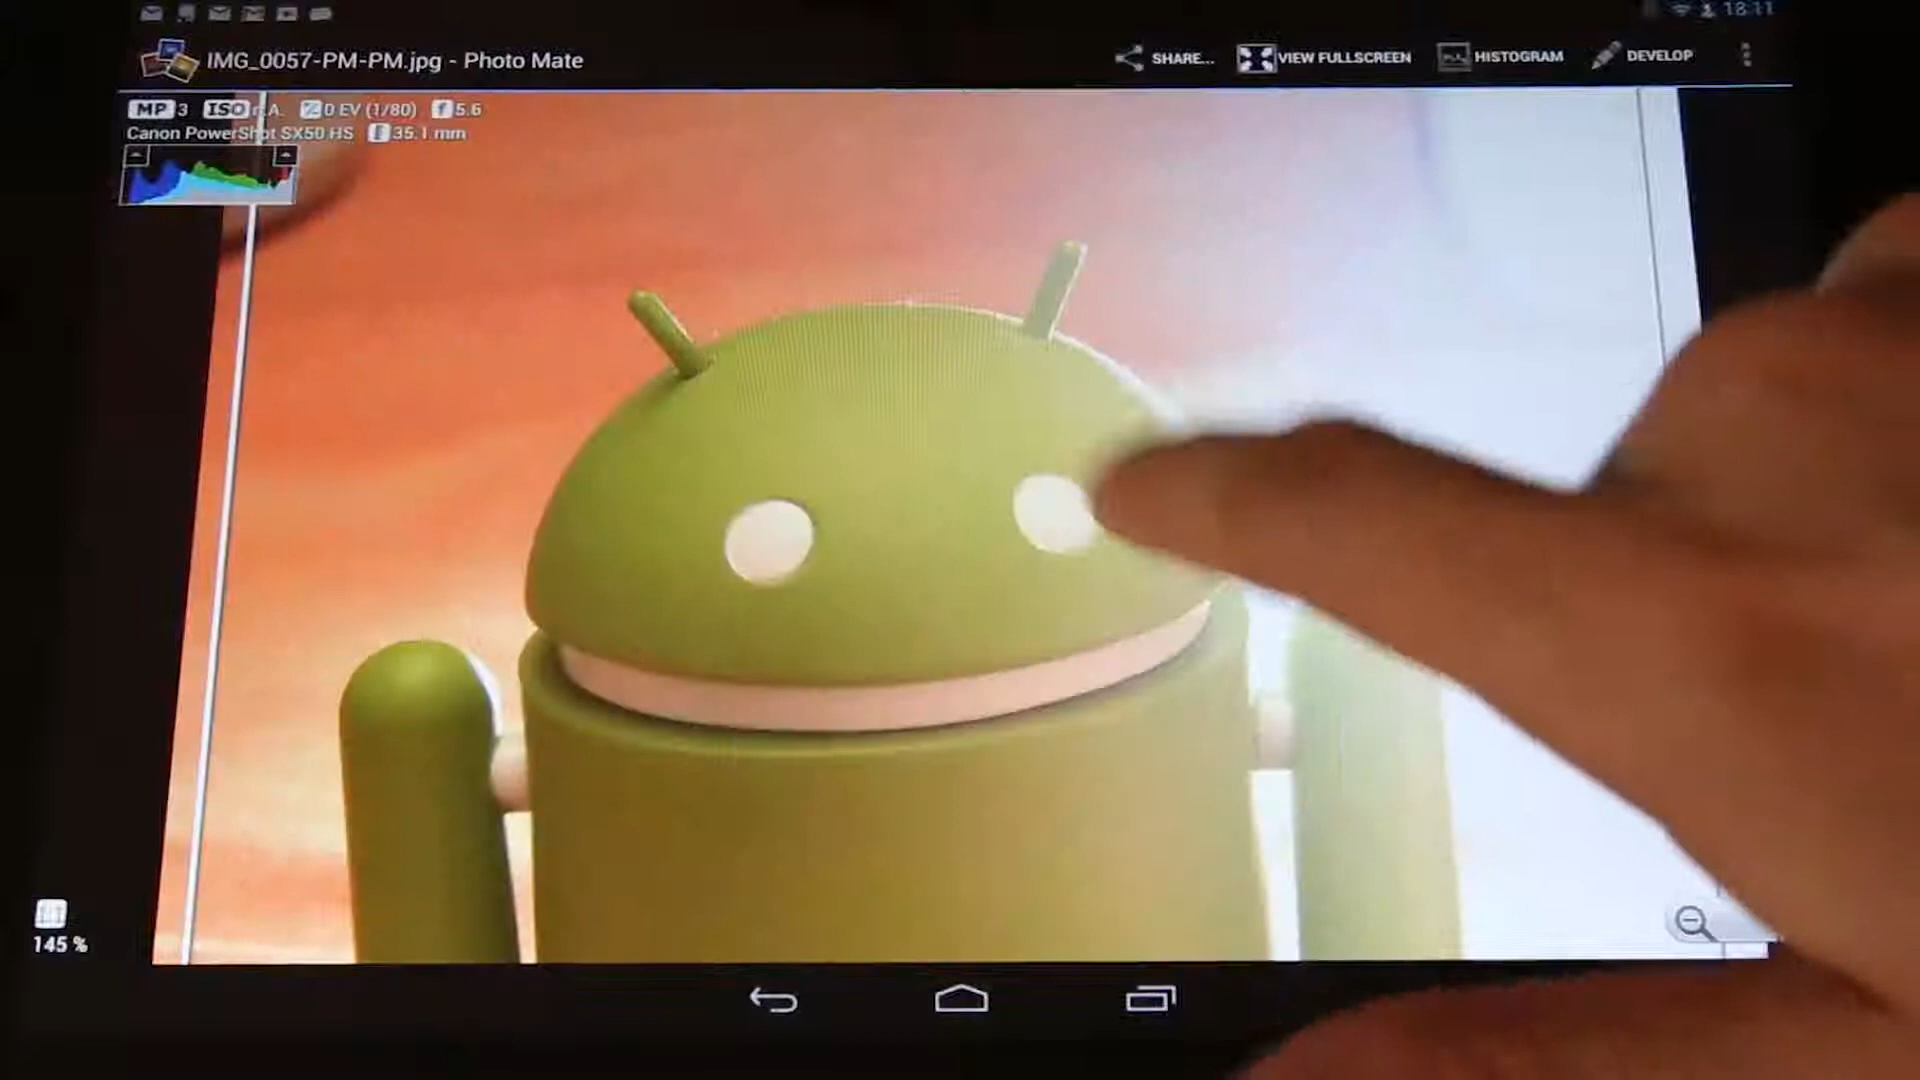 18:11
IMG_0057-PM-PM.jpg - Photo Mate
SHARE... VIEW FULLSCREEN HISTOGRAM DEVELOP
MP 3 ISO n.A. 0 EV (1/80) f 5.6
Canon PowerShot SX50 HS f 35.1 mm
145 %